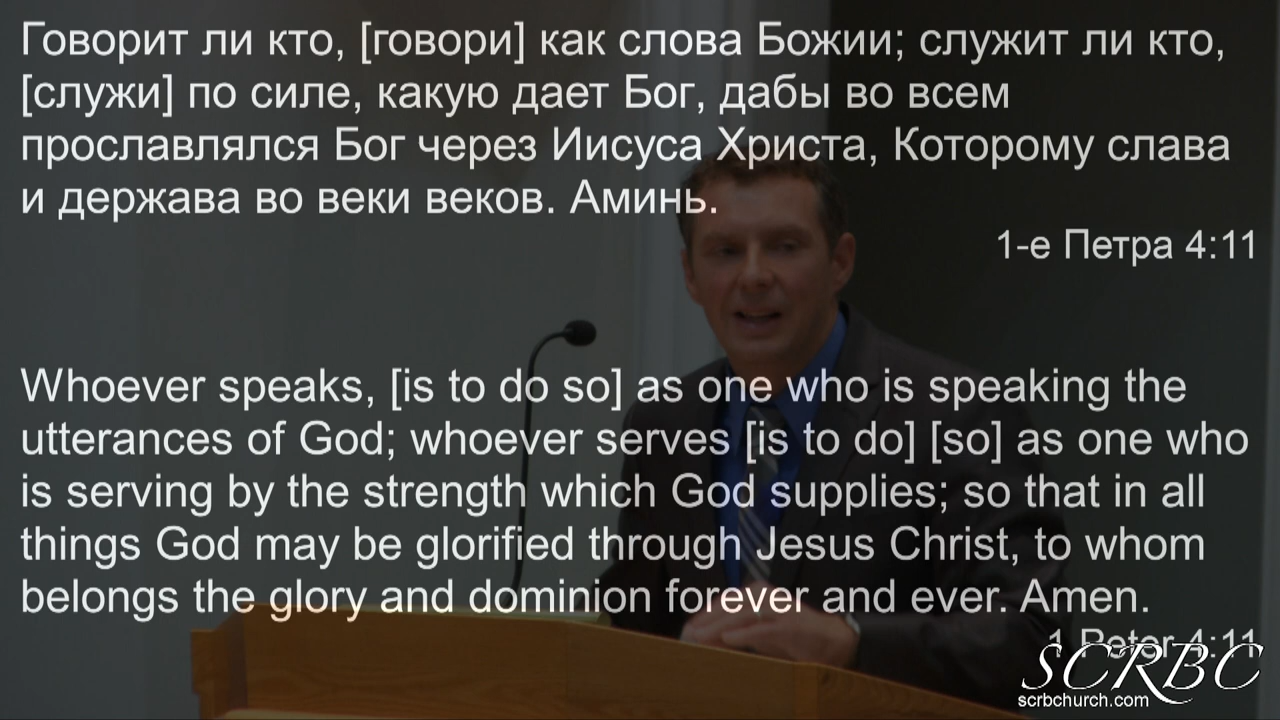 Говорит ли кто, [говори] как слова Божии; служит ли кто,
[служи] по силе, какую дает Бог, дабы во всем
прославлялся Бог через Иисуса Христа, Которому слава
и держава во веки веков. Аминь.
1-е Петра 4:11
Whoever speaks, [is to do so] as one who is speaking the
utterances of God; whoever serves [is to do] [so] as one who
is serving by the strength which God supplies; so that in all
things God may be glorified through Jesus Christ, to whom
belongs the glory and dominion forever and ever. Amen.
1 Peter 4:11
SCRBC
scrbchurch.com